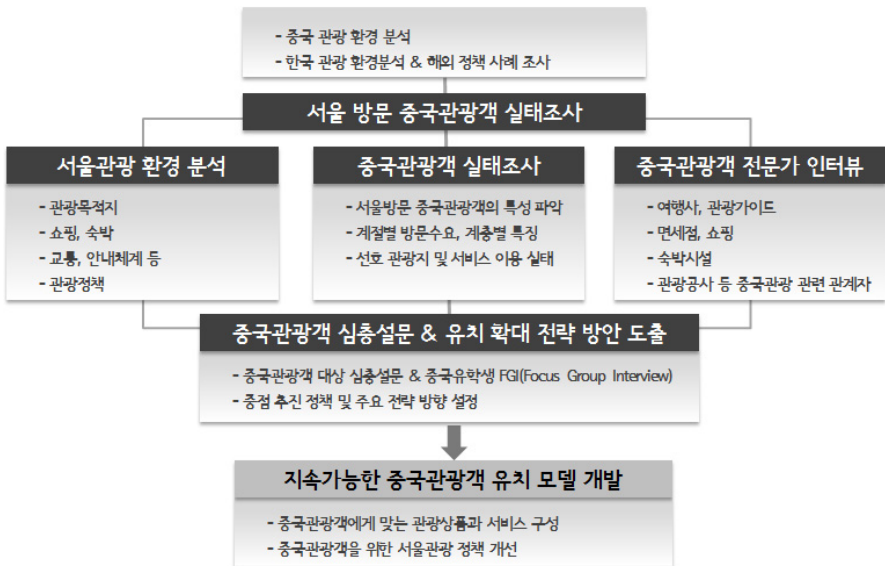 - 중국 관광 환경 분석
- 한국 관광 환경분석 & 해외 정책 사례 조사
서울 방문 중국관광객 실태조사
서울관광 환경 분석
- 관광목적지
- 쇼핑, 숙박
- 교통, 안내체계 등
- 관광정책
중국관광객 실태조사
- 서울방문 중국관광객의 특성 파악
- 계절별 방문수요, 계층별 특징
- 선호 관광지 및 서비스 이용 실태
중국관광객 전문가 인터뷰
- 여행사, 관광가이드
- 면세점, 쇼핑
- 숙박시설
- 관광공사 등 중국관광 관련 관계자
중국관광객 심층설문 & 유치 확대 전략 방안 도출
- 중국관광객 대상 심층설문 & 중국유학생 FGI(Focus Group Interview)
- 중점 추진 정책 및 주요 전략 방향 설정
지속가능한 중국관광객 유치 모델 개발
- 중국관광객에게 맞는 관광상품과 서비스 구성
- 중국관광객을 위한 서울관광 정책 개선